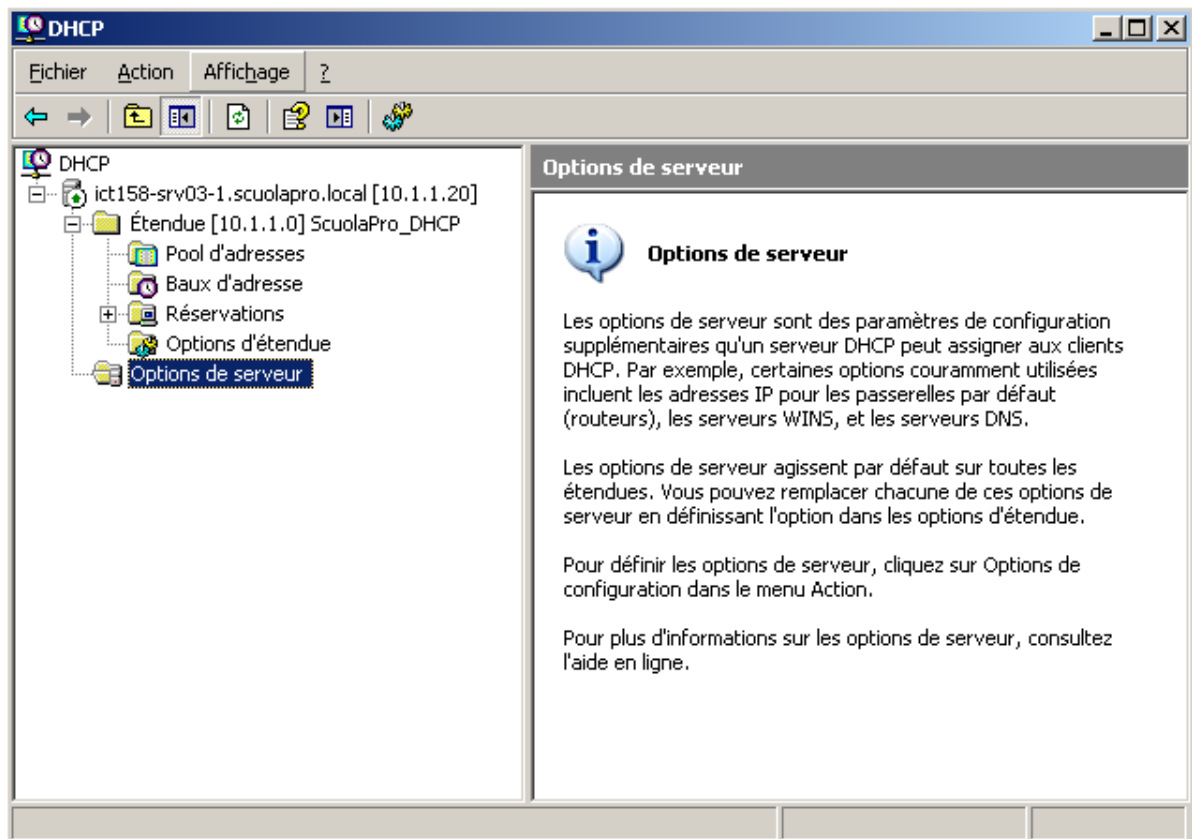 DHCP
Fichier Action Affichage ?
DHCP
ict158-srv03-1.scuolapro.local [10.1.1.20]
Étendue [10.1.1.0] ScuolaPro_DHCP
Pool d'adresses
Baux d'adresse
Réservations
Options d'étendue
Options de serveur
Options de serveur
Options de serveur
Les options de serveur sont des paramètres de configuration
supplémentaires qu'un serveur DHCP peut assigner aux clients
DHCP. Par exemple, certaines options couramment utilisées
incluent les adresses IP pour les passerelles par défaut
(routeurs), les serveurs WINS, et les serveurs DNS.
Les options de serveur agissent par défaut sur toutes les
étendues. Vous pouvez remplacer chacune de ces options de
serveur en définissant l'option dans les options d'étendue.
Pour définir les options de serveur, cliquez sur Options de
configuration dans le menu Action.
Pour plus d'informations sur les options de serveur, consultez
l'aide en ligne.